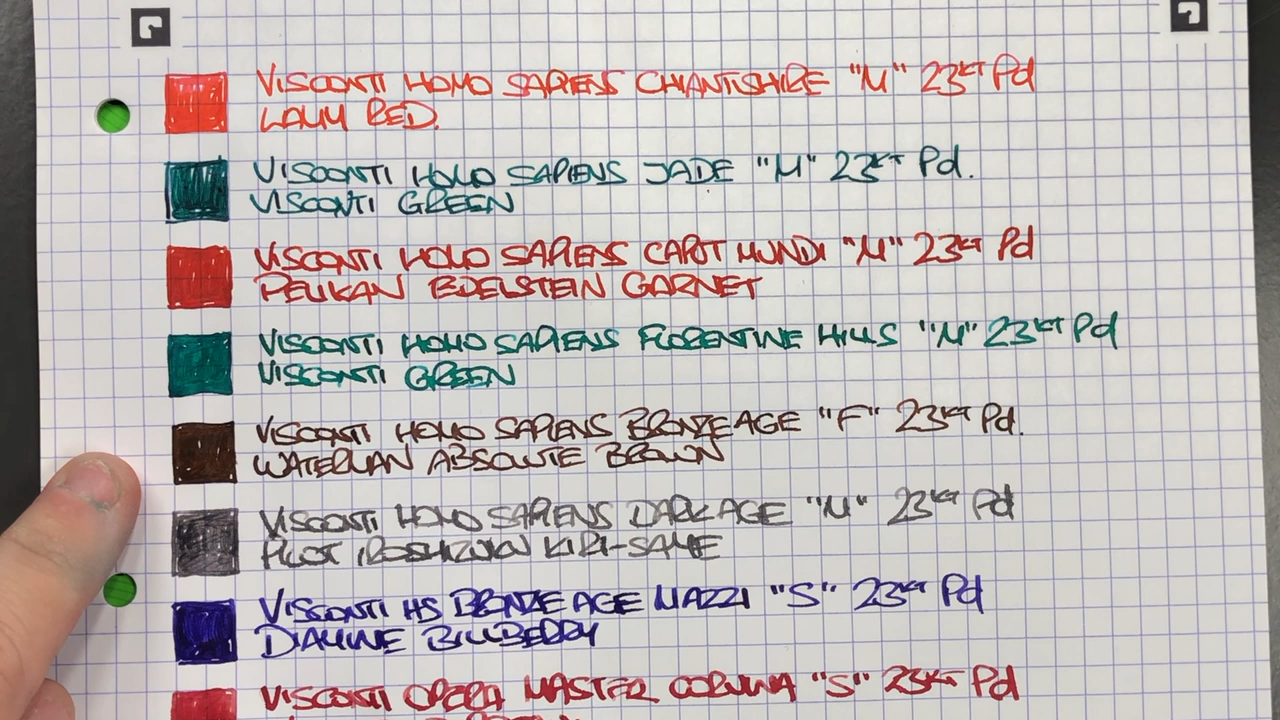 VISCONTI HOMO SAPIENS CHIANTISHIRE "M" 23KT Pd
LAMY RED.
VISCONTI HOMO SAPIENS JADE "M" 23KT Pd.
VISCONTI GREEN
VISCONTI HOMO SAPIENS CAPUT MUNDI "M" 23KT Pd
PELIKAN EDELSTEIN GARNET
VISCONTI HOMO SAPIENS FLORENTINE HILLS "M" 23KT Pd
VISCONTI GREEN
VISCONTI HOMO SAPIENS BRONZE AGE "F" 23KT Pd.
WATERMAN ABSOLUTE BROWN
VISCONTI HOMO SAPIENS DARK AGE "M" 23KT Pd
PILOT IROSHIZUKU KIRI-SAME
VISCONTI HS BRONZE AGE MAZZI "S" 23KT Pd
DIAMINE BILBERRY
VISCONTI OPERA MASTER "S" 23KT Pd